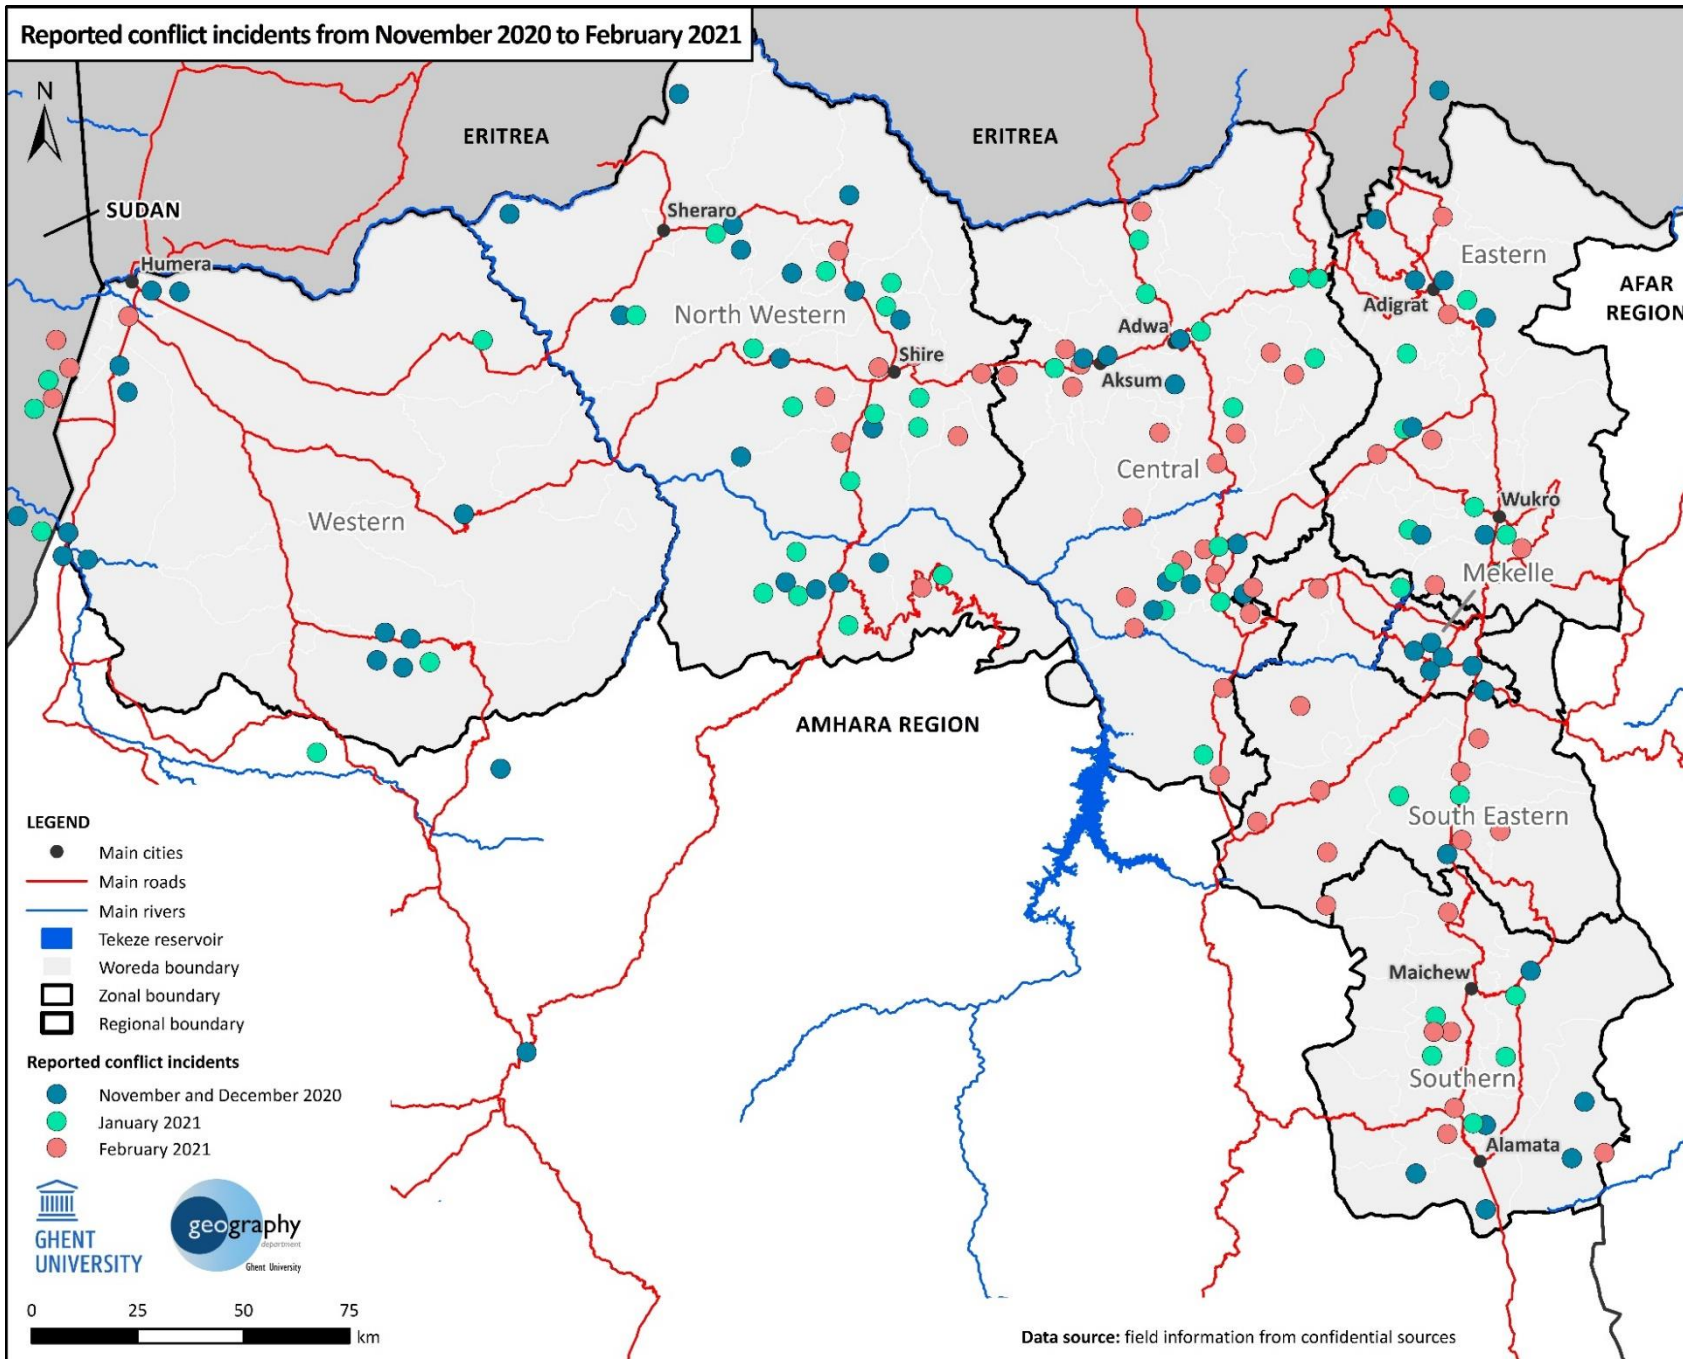 Reported conflict incidents from November 2020 to February 2021
N
ERITREA
ERITREA
SUDAN
Humera
Sheraro
Eastern
AFAR
REGION
North Western
Adigrat
Adwa
Shire
Aksum
Central
Western
Wukro
Mekelle
AMHARA REGION
South Eastern
Maichew
Southern
Alamata
LEGEND
Main cities
Main roads
Main rivers
Tekeze reservoir
Woreda boundary
Zonal boundary
Regional boundary
Reported conflict incidents
November and December 2020
January 2021
February 2021
GHENT
UNIVERSITY
geography
department
Ghent University
0 25 50 75
km
Data source: field information from confidential sources